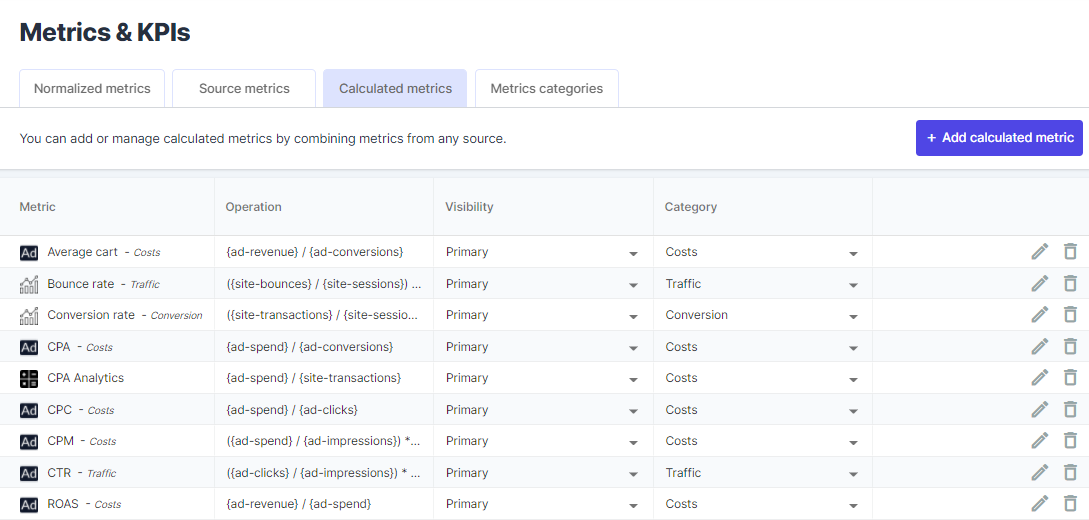 Metrics & KPIs
Normalized metrics Source metrics Calculated metrics Metrics categories
You can add or manage calculated metrics by combining metrics from any source. + Add calculated metric
Metric Operation Visibility Category
Ad Average cart - Costs {ad-revenue} / {ad-conversions} Primary Costs
Bounce rate - Traffic ({site-bounces} / {site-sessions}) ... Primary Traffic
Conversion rate - Conversion ({site-transactions} / {site-sessio... Primary Conversion
Ad CPA - Costs {ad-spend} / {ad-conversions} Primary Costs
CPA Analytics {ad-spend} / {site-transactions} Primary Costs
Ad CPC - Costs {ad-spend} / {ad-clicks} Primary Costs
Ad CPM - Costs ({ad-spend} / {ad-impressions}) *... Primary Costs
Ad CTR - Traffic ({ad-clicks} / {ad-impressions}) * ... Primary Traffic
Ad ROAS - Costs {ad-revenue} / {ad-spend} Primary Costs